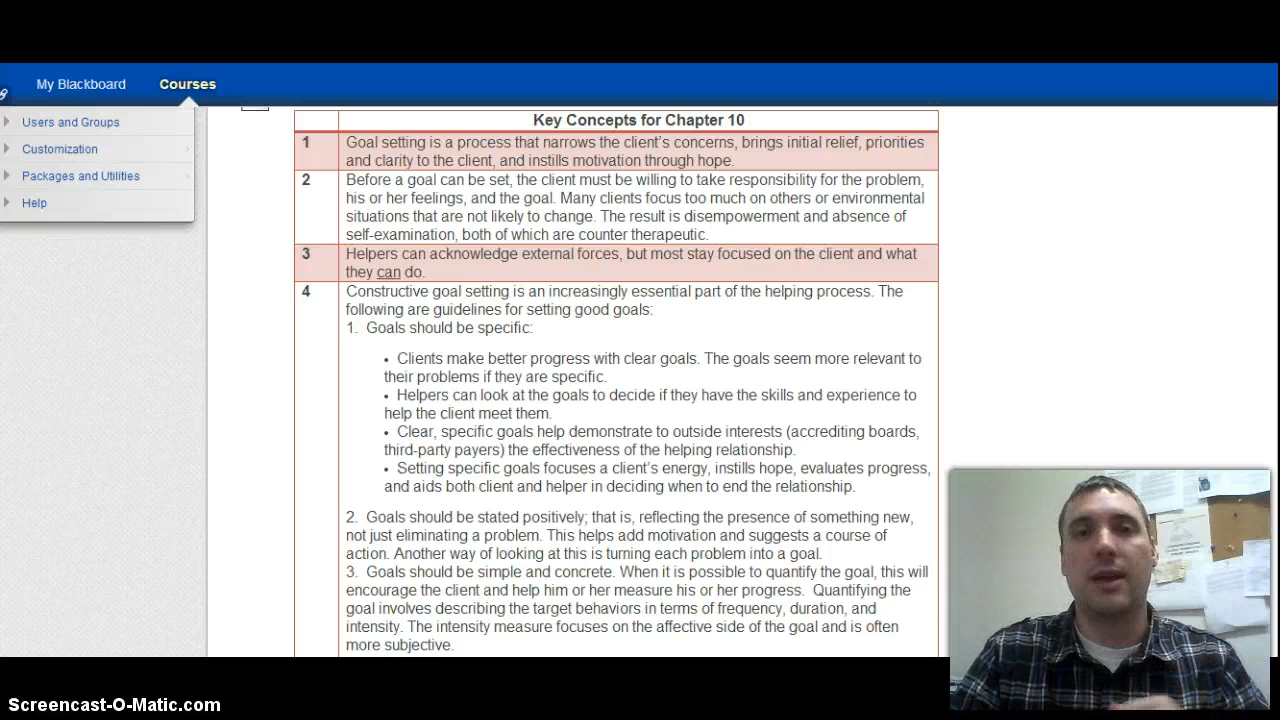 My Blackboard Courses
Users and Groups
Customization
Packages and Utilities
Help
Key Concepts for Chapter 10
1 Goal setting is a process that narrows the client's concerns, brings initial relief, priorities
and clarity to the client, and instills motivation through hope.
2 Before a goal can be set, the client must be willing to take responsibility for the problem,
his or her feelings, and the goal. Many clients focus too much on others or environmental
situations that are not likely to change. The result is disempowerment and absence of
self-examination, both of which are counter therapeutic.
3 Helpers can acknowledge external forces, but most stay focused on the client and what
they can do.
4 Constructive goal setting is an increasingly essential part of the helping process. The
following are guidelines for setting good goals:
1. Goals should be specific:
• Clients make better progress with clear goals. The goals seem more relevant to
their problems if they are specific.
• Helpers can look at the goals to decide if they have the skills and experience to
help the client meet them.
• Clear, specific goals help demonstrate to outside interests (accrediting boards,
third-party payers) the effectiveness of the helping relationship.
• Setting specific goals focuses a client's energy, instills hope, evaluates progress,
and aids both client and helper in deciding when to end the relationship.
2. Goals should be stated positively; that is, reflecting the presence of something new,
not just eliminating a problem. This helps add motivation and suggests a course of
action. Another way of looking at this is turning each problem into a goal.
3. Goals should be simple and concrete. When it is possible to quantify the goal, this will
encourage the client and help him or her measure his or her progress. Quantifying the
goal involves describing the target behaviors in terms of frequency, duration, and
intensity. The intensity measure focuses on the affective side of the goal and is often
more subjective.
Screencast-O-Matic.com